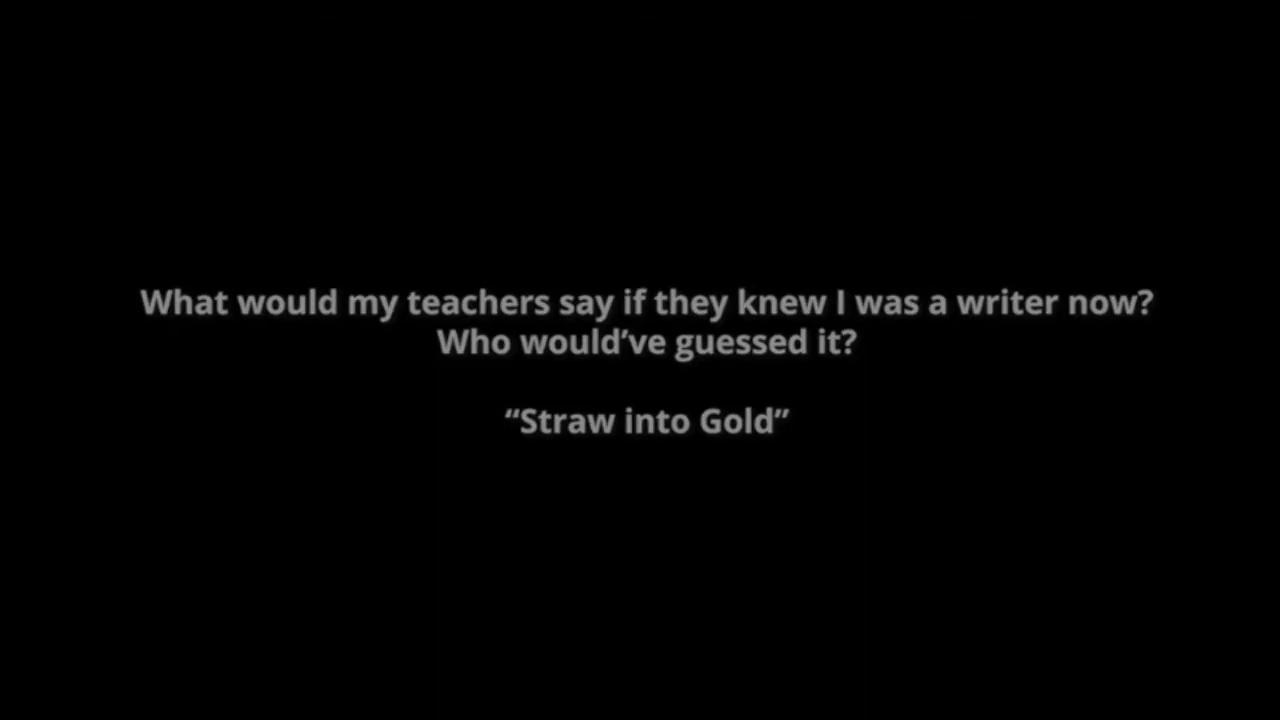 What would my teachers say if they knew I was a writer now?
Who would’ve guessed it?
“Straw into Gold”